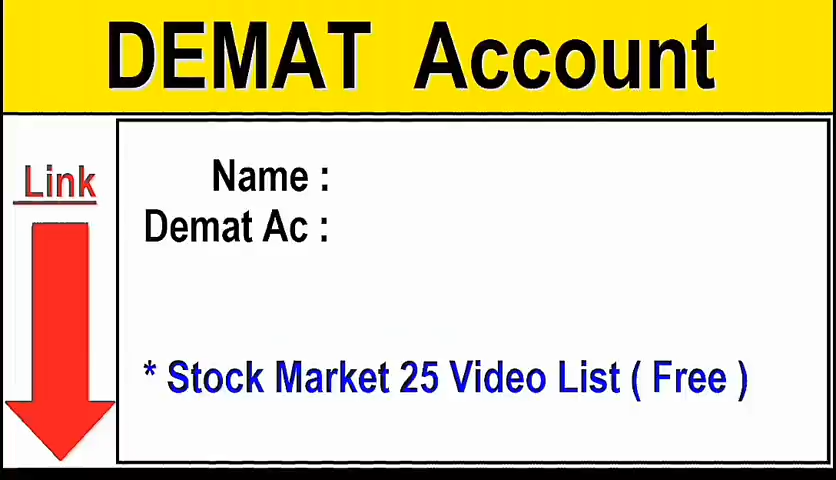 DEMAT Account
Link
Name :
Demat Ac :
* Stock Market 25 Video List ( Free )